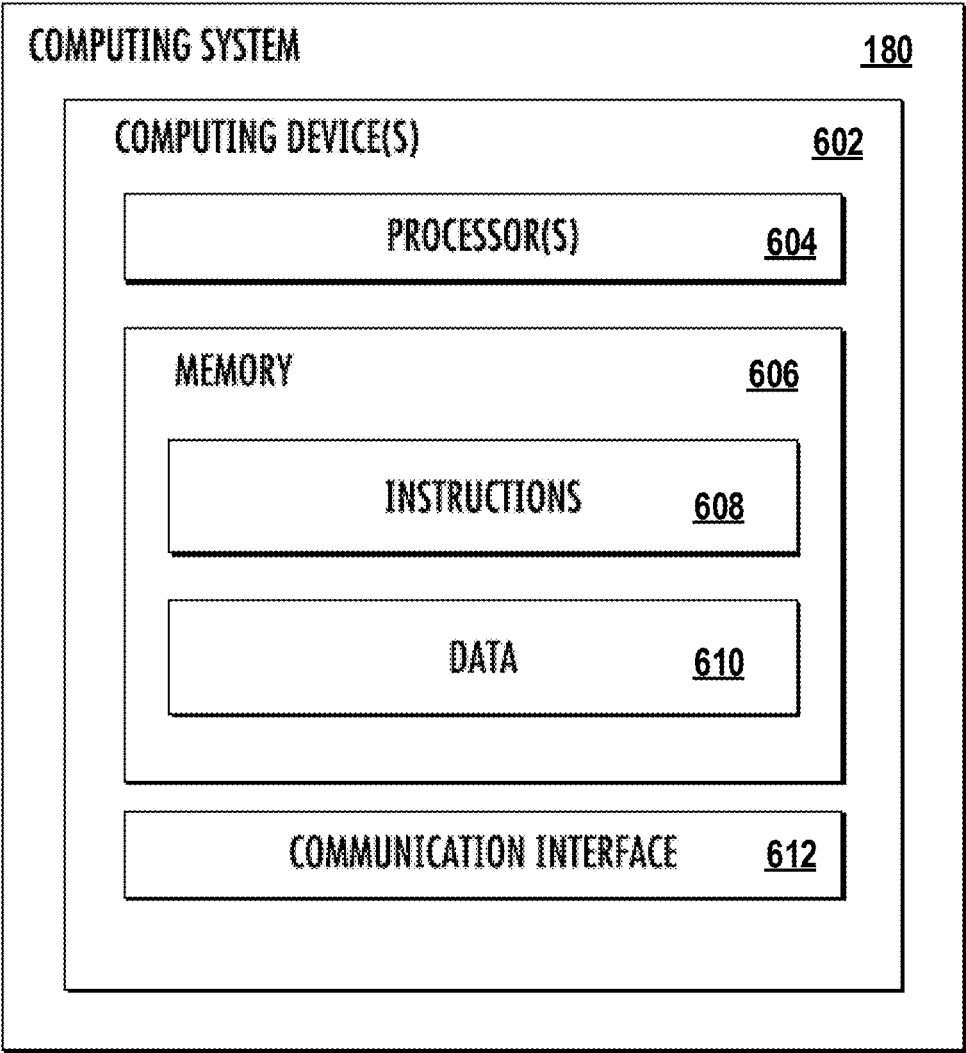 COMPUTING SYSTEM 180
COMPUTING DEVICE(S) 602
PROCESSOR(S) 604
MEMORY 606
INSTRUCTIONS 608
DATA 610
COMMUNICATION INTERFACE 612